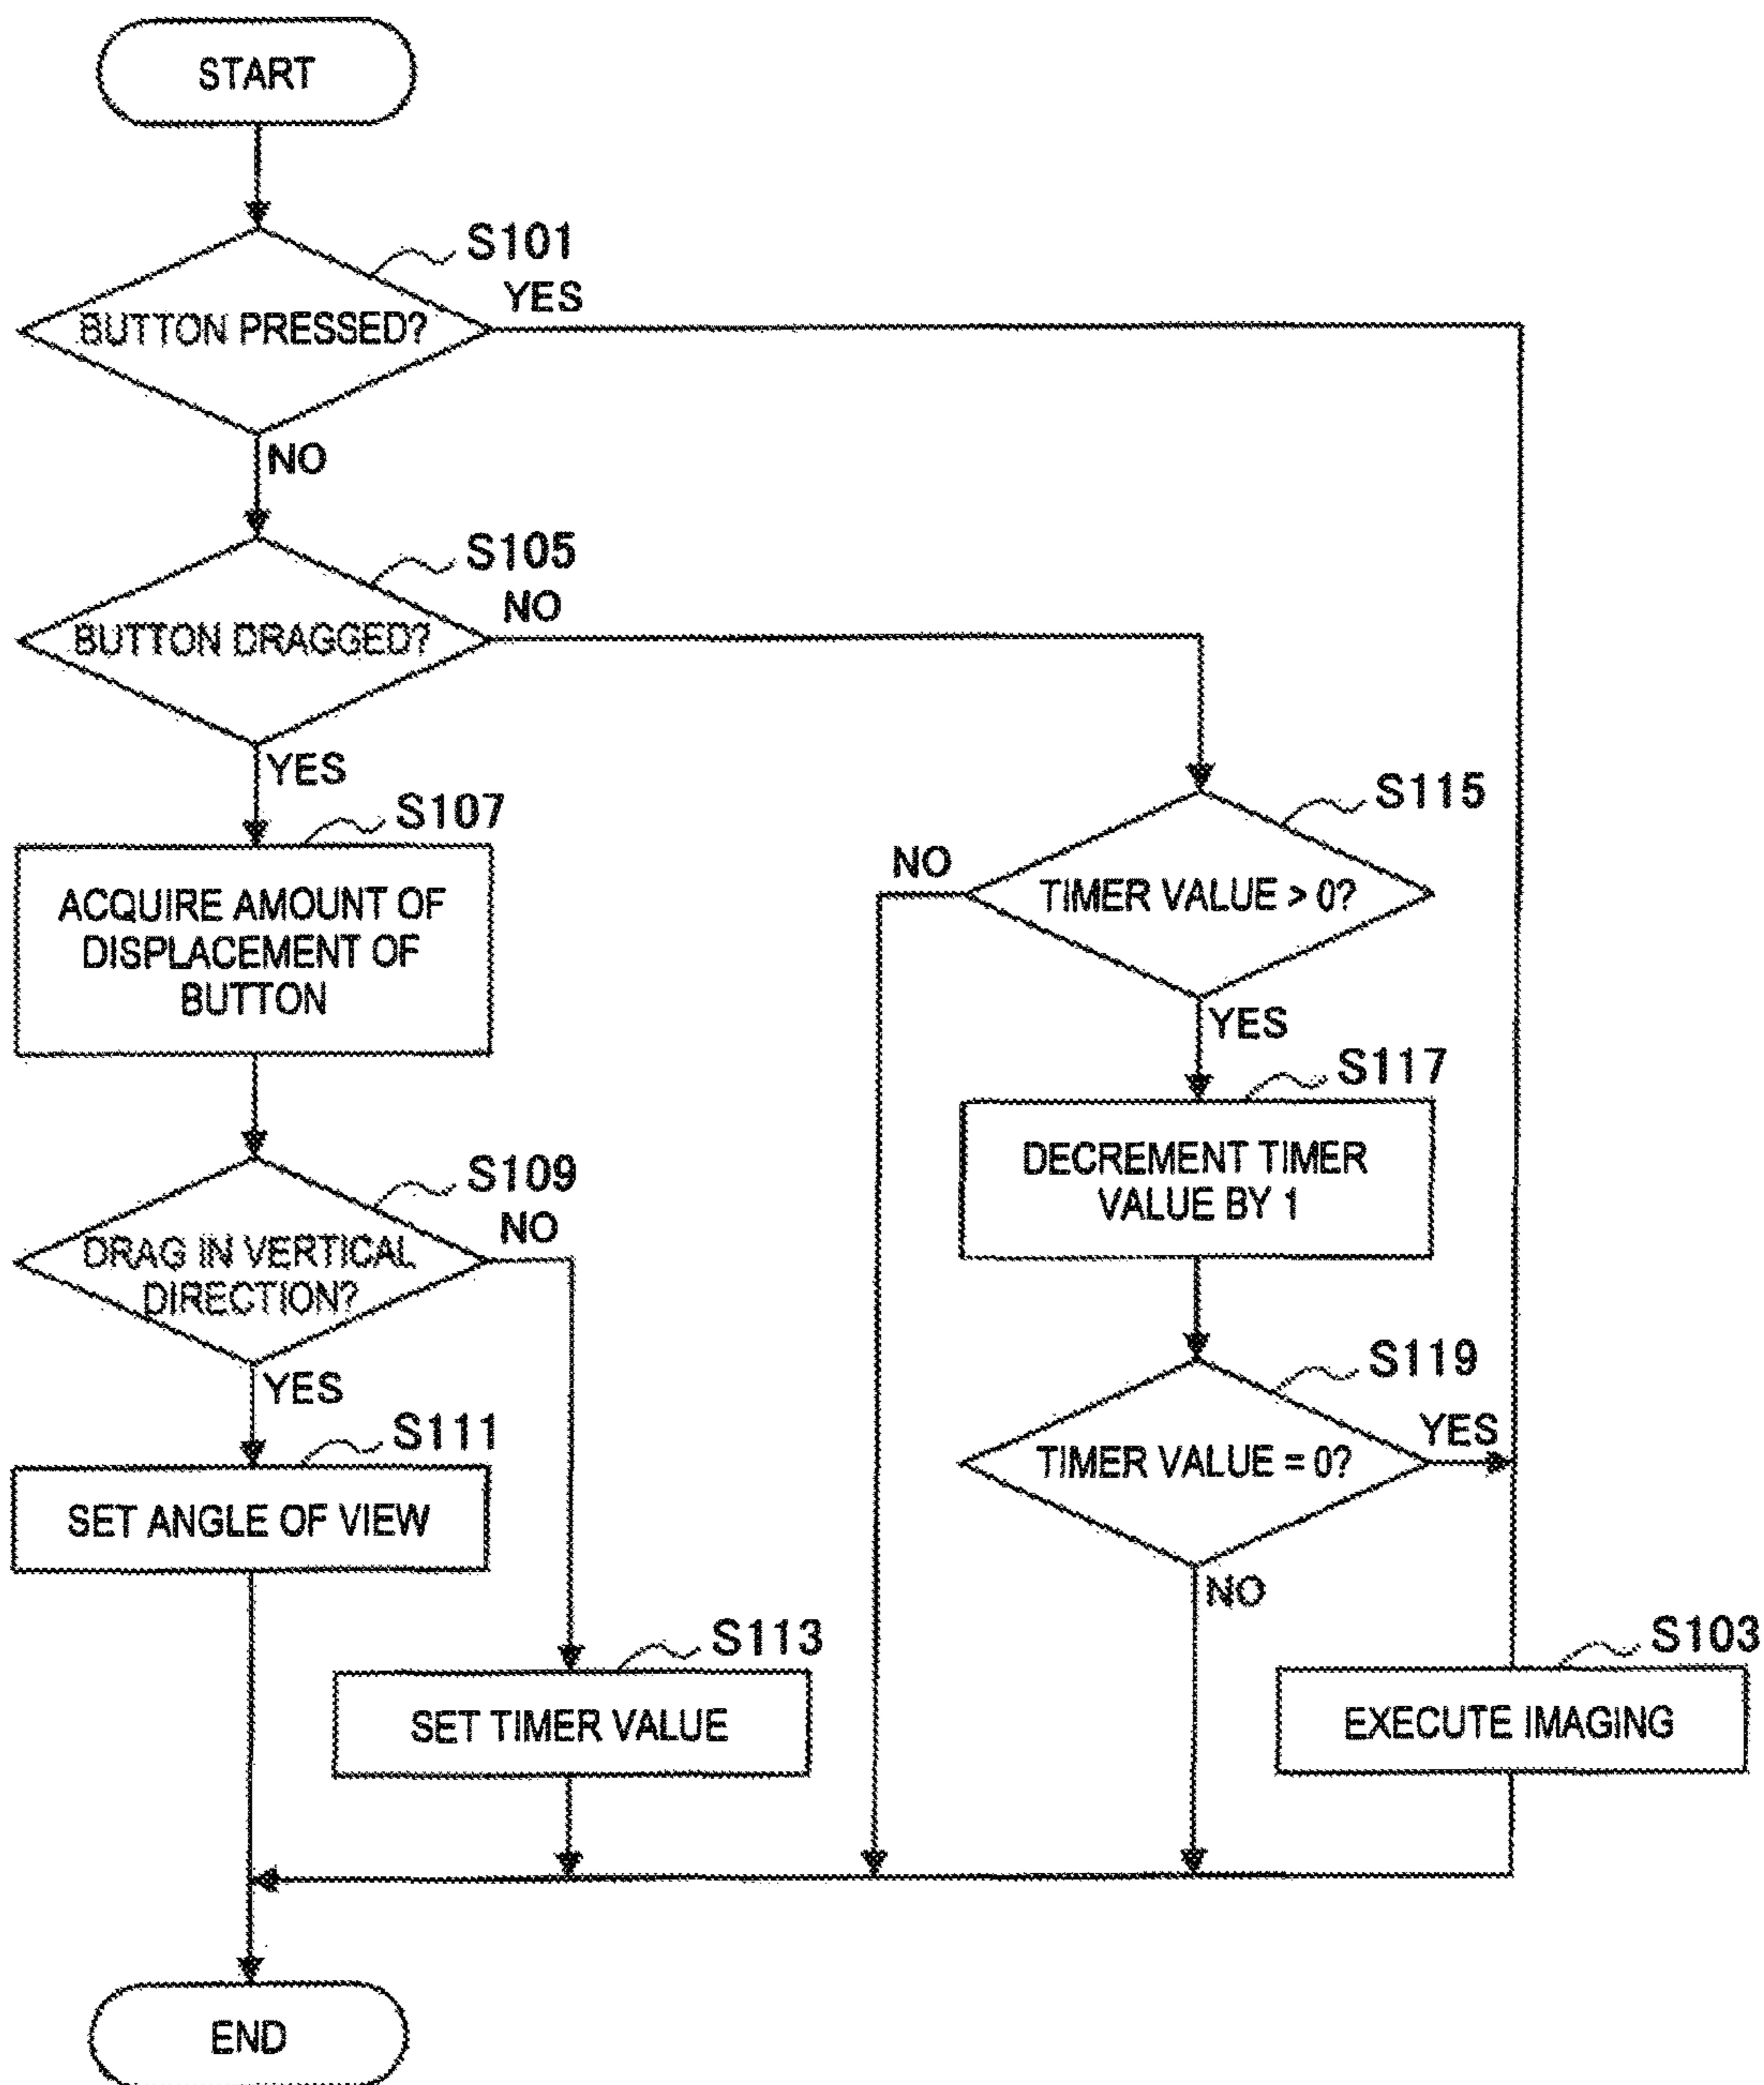 START
S101
YES
BUTTON PRESSED?
NO
S105
NO
BUTTON DRAGGED?
YES
S107
ACQUIRE AMOUNT OF
DISPLACEMENT OF
BUTTON
S109
NO
DRAG IN VERTICAL
DIRECTION?
YES
S111
SET ANGLE OF VIEW
S113
SET TIMER VALUE
S115
NO
TIMER VALUE > 0?
YES
S117
DECREMENT TIMER
VALUE BY 1
S119
YES
TIMER VALUE = 0?
NO
S103
EXECUTE IMAGING
END